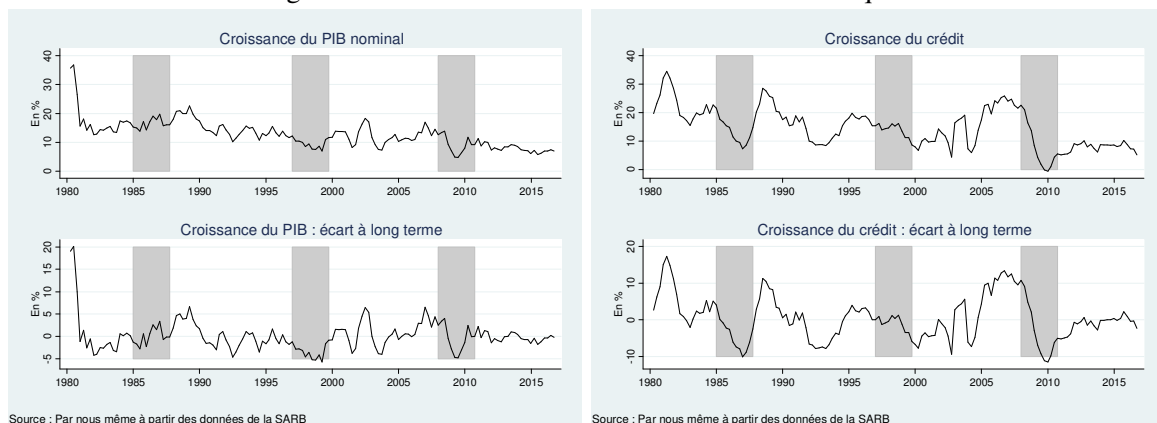 Croissance du PIB nominal
En %
40
30
20
10
0
1980 1985 1990 1995 2000 2005 2010 2015
Croissance du PIB : écart à long terme
En %
20
15
10
5
0
-5
1980 1985 1990 1995 2000 2005 2010 2015
Source : Par nous même à partir des données de la SARB
Croissance du crédit
En %
40
30
20
10
0
1980 1985 1990 1995 2000 2005 2010 2015
Croissance du crédit : écart à long terme
En %
20
10
0
-10
1980 1985 1990 1995 2000 2005 2010 2015
Source : Par nous même à partir des données de la SARB